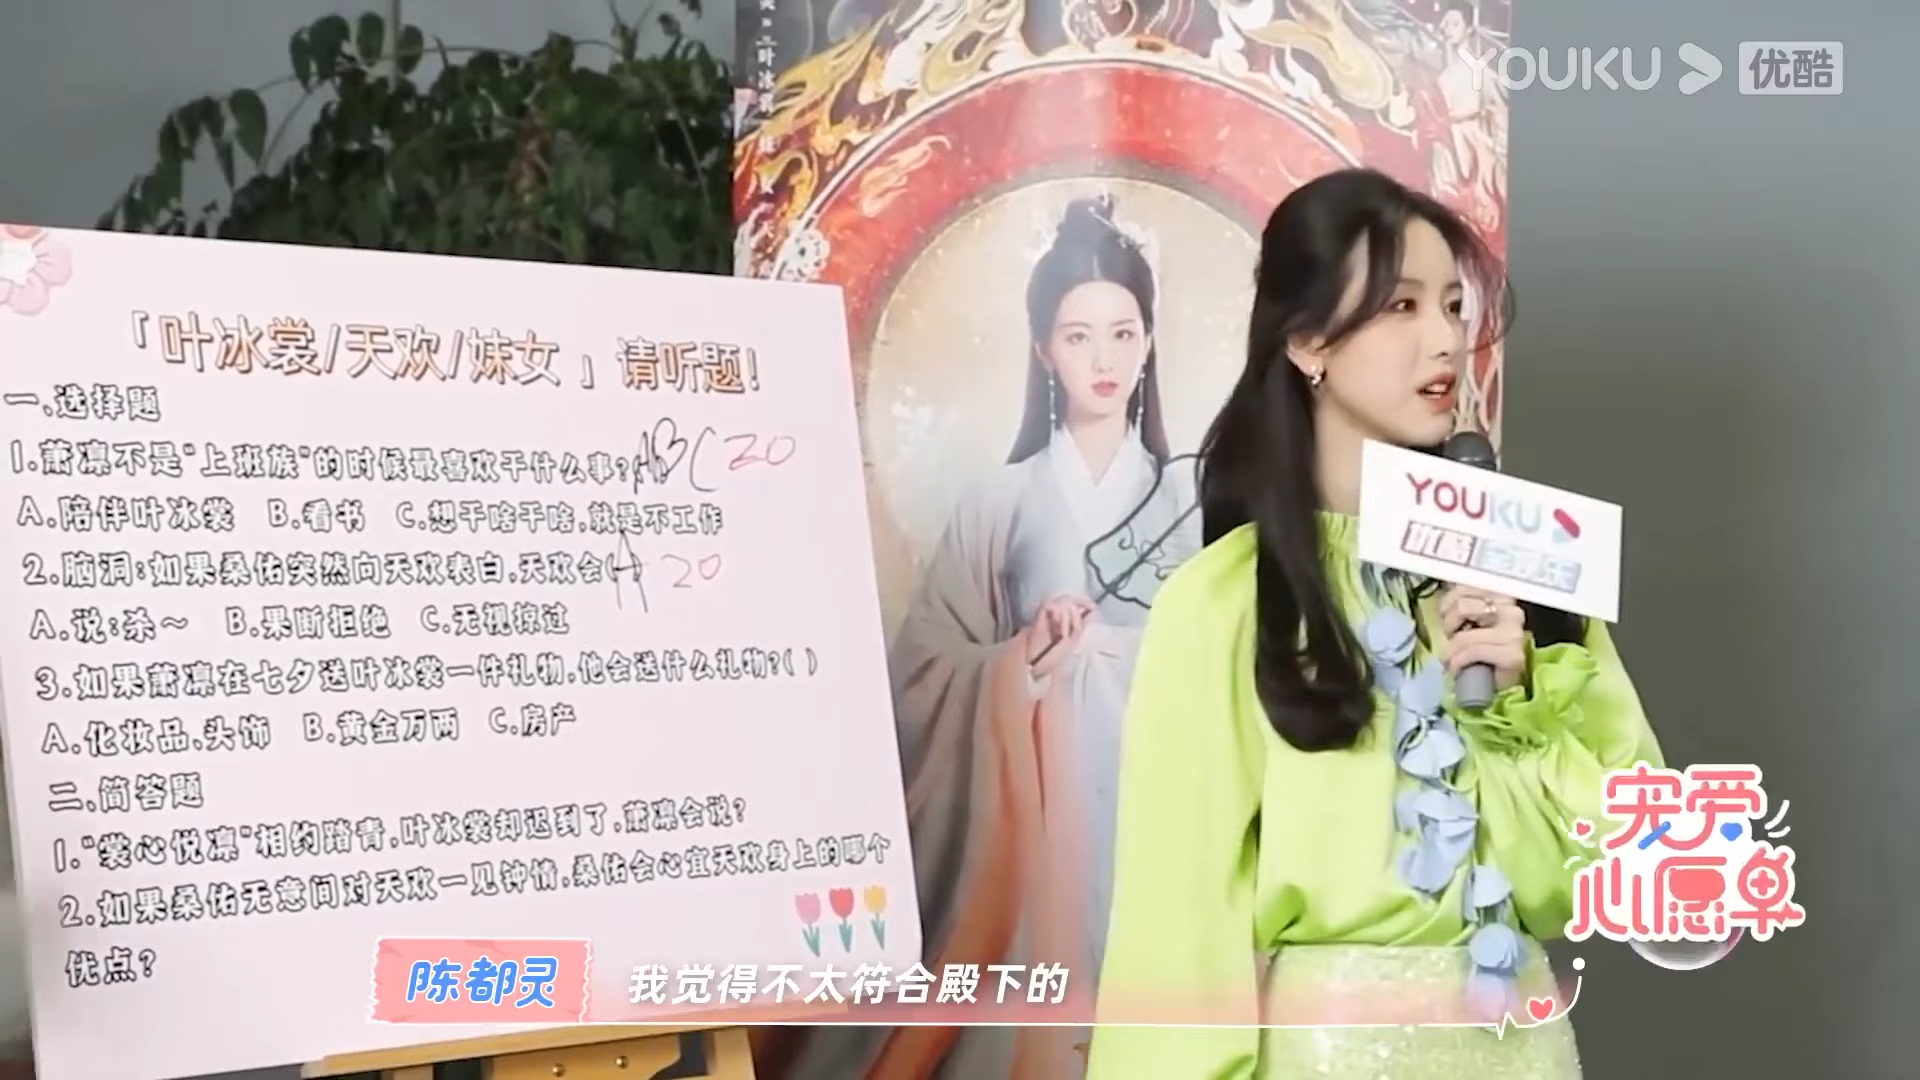 YOUKU 优酷
「叶冰裳/天欢/妺女」请听题!
一.选择题
1.萧凛不是"上班族"的时候最喜欢干什么事?(ABC 20
A.陪伴叶冰裳 B.看书 C.想干啥干啥,就是不工作
2.脑洞:如果桑佑突然向天欢表白,天欢会(A) 20
A.说:杀~ B.果断拒绝 C.无视掠过
3.如果萧凛在七夕送叶冰裳一件礼物,他会送什么礼物?( )
A.化妆品、头饰 B.黄金万两 C.房产
二.简答题
1."裳心悦凛"相约踏青,叶冰裳却迟到了,萧凛会说?
2.如果桑佑无意间对天欢一见钟情,桑佑会心宜天欢身上的哪个
优点?
YOUKU
优酷
宠爱
心愿单
陈都灵 我觉得不太符合殿下的